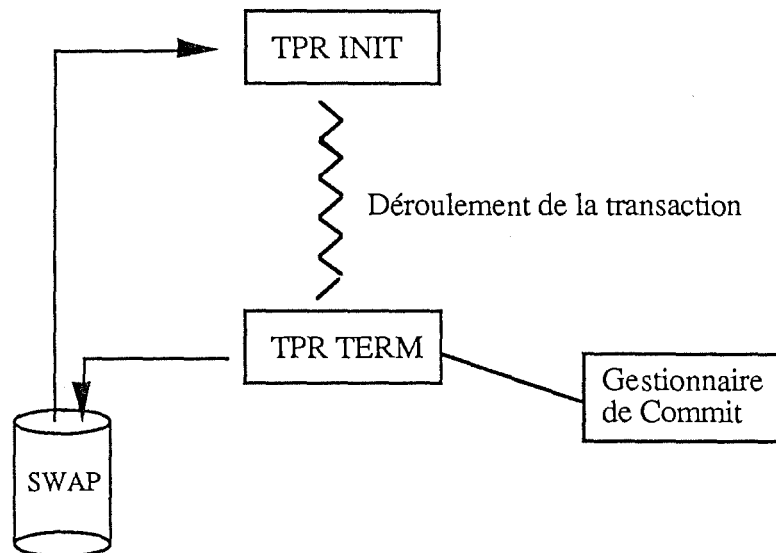 TPR INIT
Déroulement de la transaction
TPR TERM
Gestionnaire
de Commit
SWAP